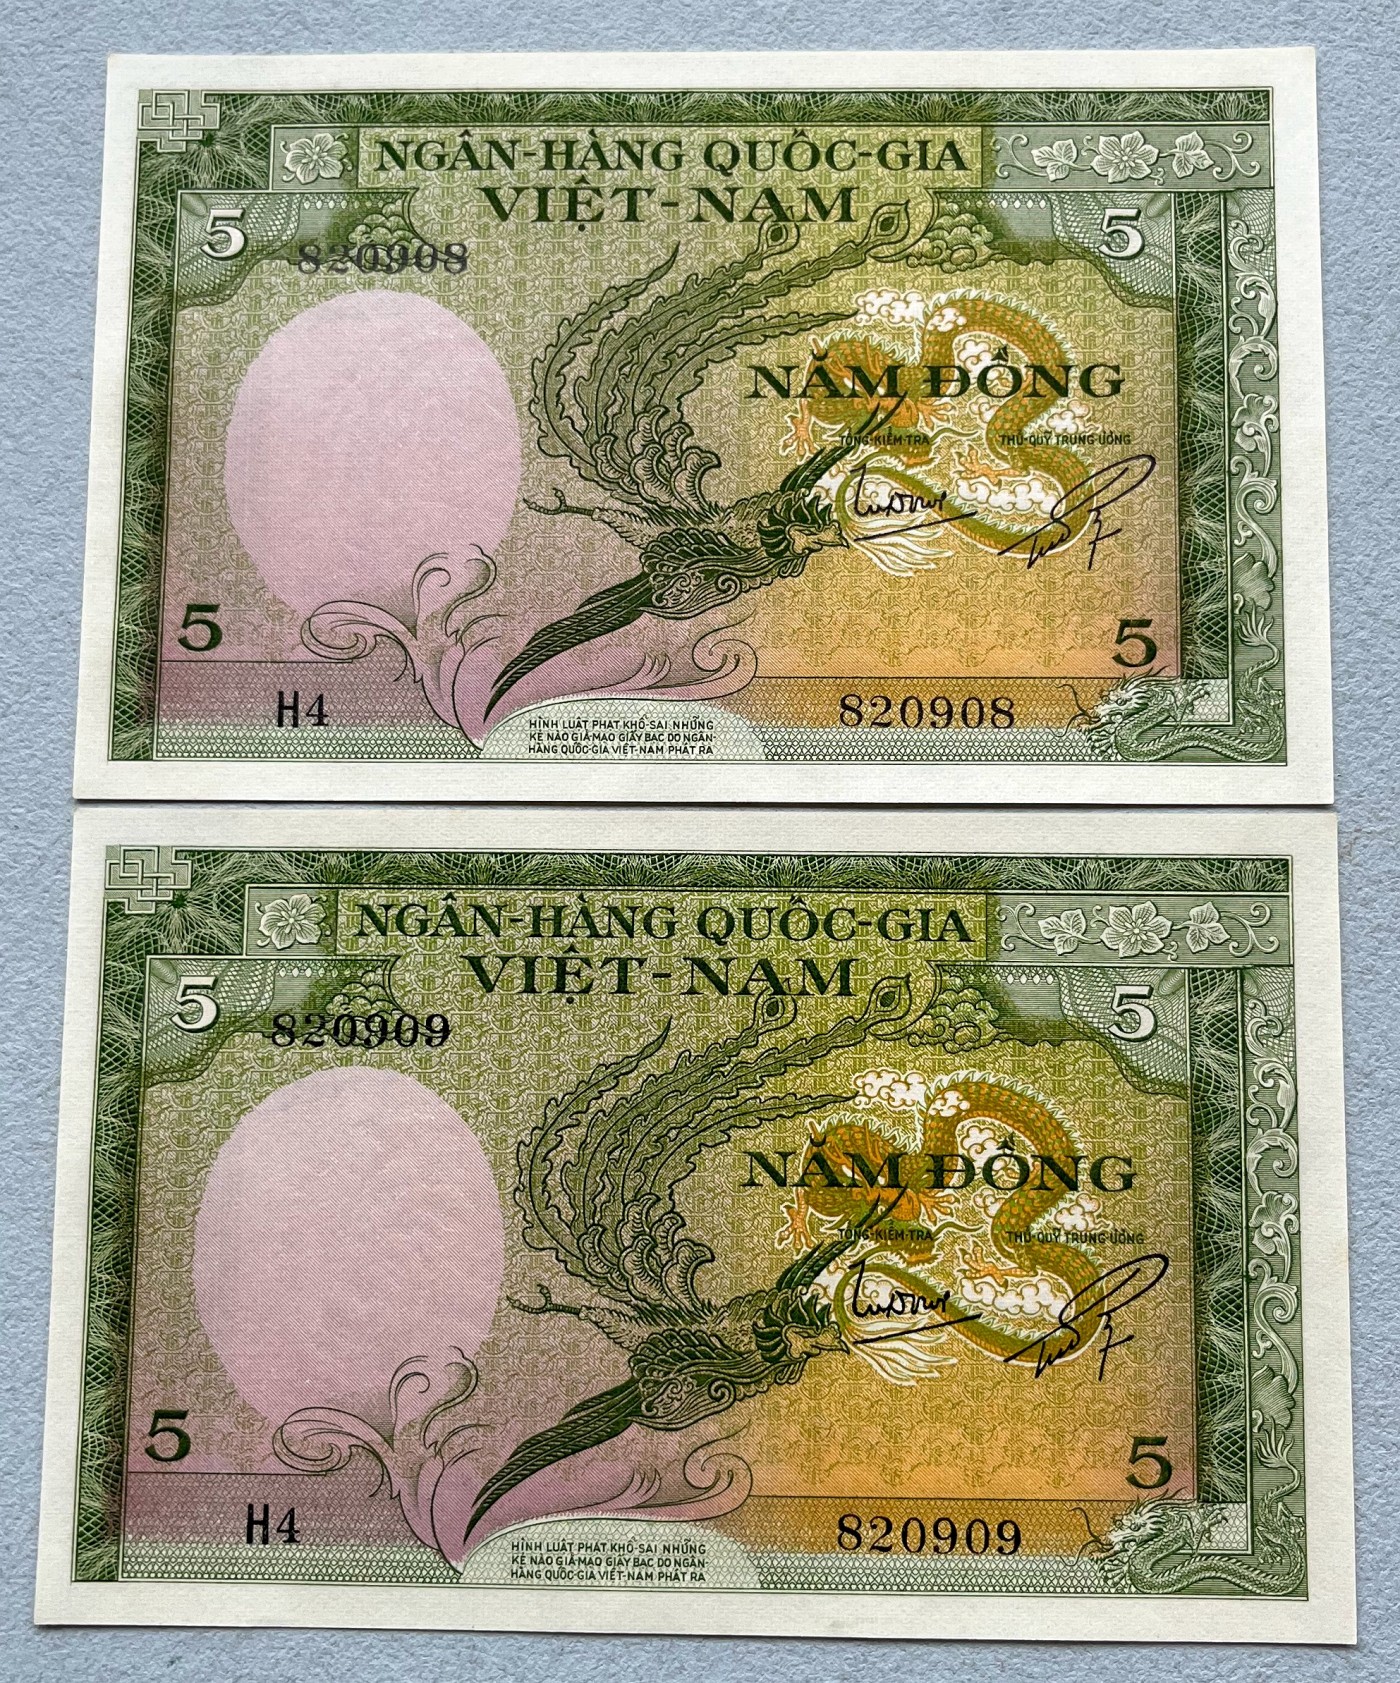 NGÂN-HÀNG QUỐC-GIA
VIỆT-NAM
5
5
820908
NĂM ĐỒNG
TỔNG-KIỂM-TRA
THỦ-QUỸ TRUNG-ƯƠNG
5
5
H4
820908
HÌNH LUẬT PHẠT KHỔ-SAI NHỮNG
KẺ NÀO GIẢ-MẠO GIẤY BẠC DO NGÂN-
HÀNG QUỐC-GIA VIỆT-NAM PHÁT RA
NGÂN-HÀNG QUỐC-GIA
VIỆT-NAM
5
5
820909
NĂM ĐỒNG
TỔNG-KIỂM-TRA
THỦ-QUỸ TRUNG-ƯƠNG
5
5
H4
820909
HÌNH LUẬT PHẠT KHỔ-SAI NHỮNG
KẺ NÀO GIẢ-MẠO GIẤY BẠC DO NGÂN-
HÀNG QUỐC-GIA VIỆT-NAM PHÁT RA